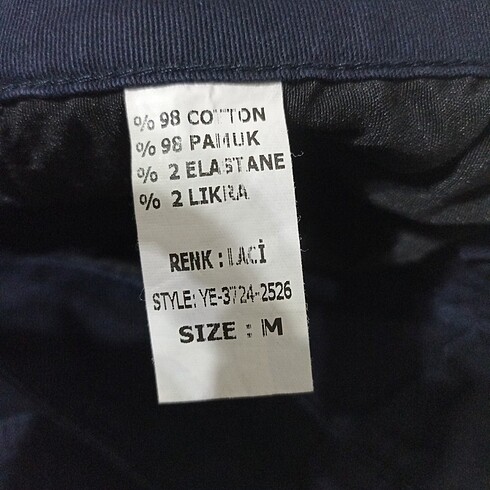 % 98 COTTON
% 98 PAMUK
% 2 ELASTANE
% 2 LIKRA
RENK : LACİ
STYLE: YE-3724-2526
SIZE : M